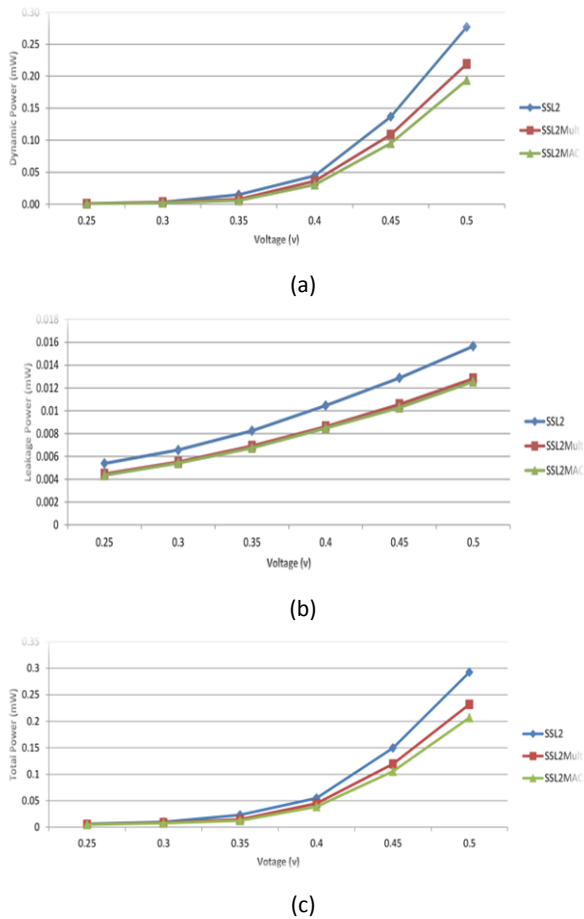 0.30
0.25
0.20
0.15
0.10
0.05
0.00
Dynamic Power (mW)
0.25 0.3 0.35 0.4 0.45 0.5
Voltage (v)
SSL2
SSL2Mult
SSL2MAC
(a)
0.018
0.016
0.014
0.012
0.01
0.008
0.006
0.004
0.002
0
Leakage Power (mW)
0.25 0.3 0.35 0.4 0.45 0.5
Voltage (v)
SSL2
SSL2Mult
SSL2MAC
(b)
0.35
0.3
0.25
0.2
0.15
0.1
0.05
0
Total Power (mW)
0.25 0.3 0.35 0.4 0.45 0.5
Votage (v)
SSL2
SSL2Mult
SSL2MAC
(c)